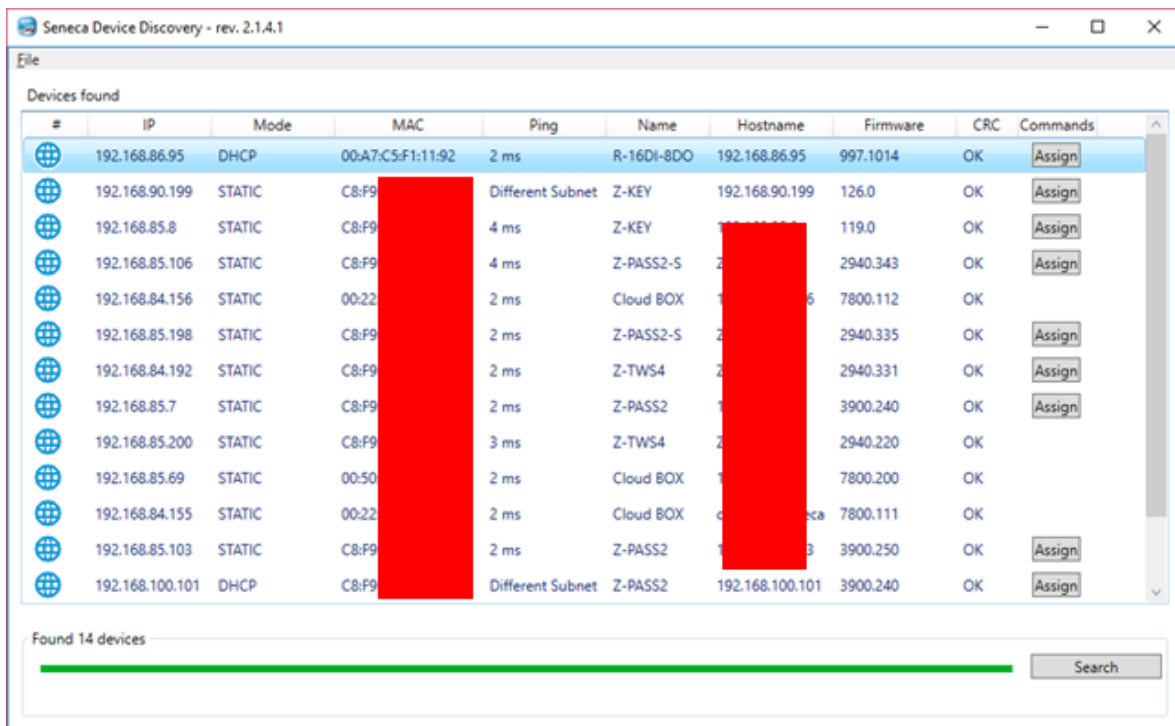 Seneca Device Discovery - rev. 2.1.4.1
File
Devices found
# IP Mode MAC Ping Name Hostname Firmware CRC Commands
192.168.86.95 DHCP 00:A7:C5:F1:11:92 2 ms R-16DI-8DO 192.168.86.95 997.1014 OK Assign
192.168.90.199 STATIC C8:F9 Different Subnet Z-KEY 192.168.90.199 126.0 OK Assign
192.168.85.8 STATIC C8:F9 4 ms Z-KEY 119.0 OK Assign
192.168.85.106 STATIC C8:F9 4 ms Z-PASS2-S 2940.343 OK Assign
192.168.84.156 STATIC 00:22 2 ms Cloud BOX 7800.112 OK
192.168.85.198 STATIC C8:F9 2 ms Z-PASS2-S 2940.335 OK Assign
192.168.84.192 STATIC C8:F9 2 ms Z-TWS4 2940.331 OK Assign
192.168.85.7 STATIC C8:F9 2 ms Z-PASS2 3900.240 OK Assign
192.168.85.200 STATIC C8:F9 3 ms Z-TWS4 2940.220 OK
192.168.85.69 STATIC 00:50 2 ms Cloud BOX 7800.200 OK
192.168.84.155 STATIC 00:22 2 ms Cloud BOX 7800.111 OK
192.168.85.103 STATIC C8:F9 2 ms Z-PASS2 3900.250 OK Assign
192.168.100.101 DHCP C8:F9 Different Subnet Z-PASS2 192.168.100.101 3900.240 OK Assign
Found 14 devices
Search